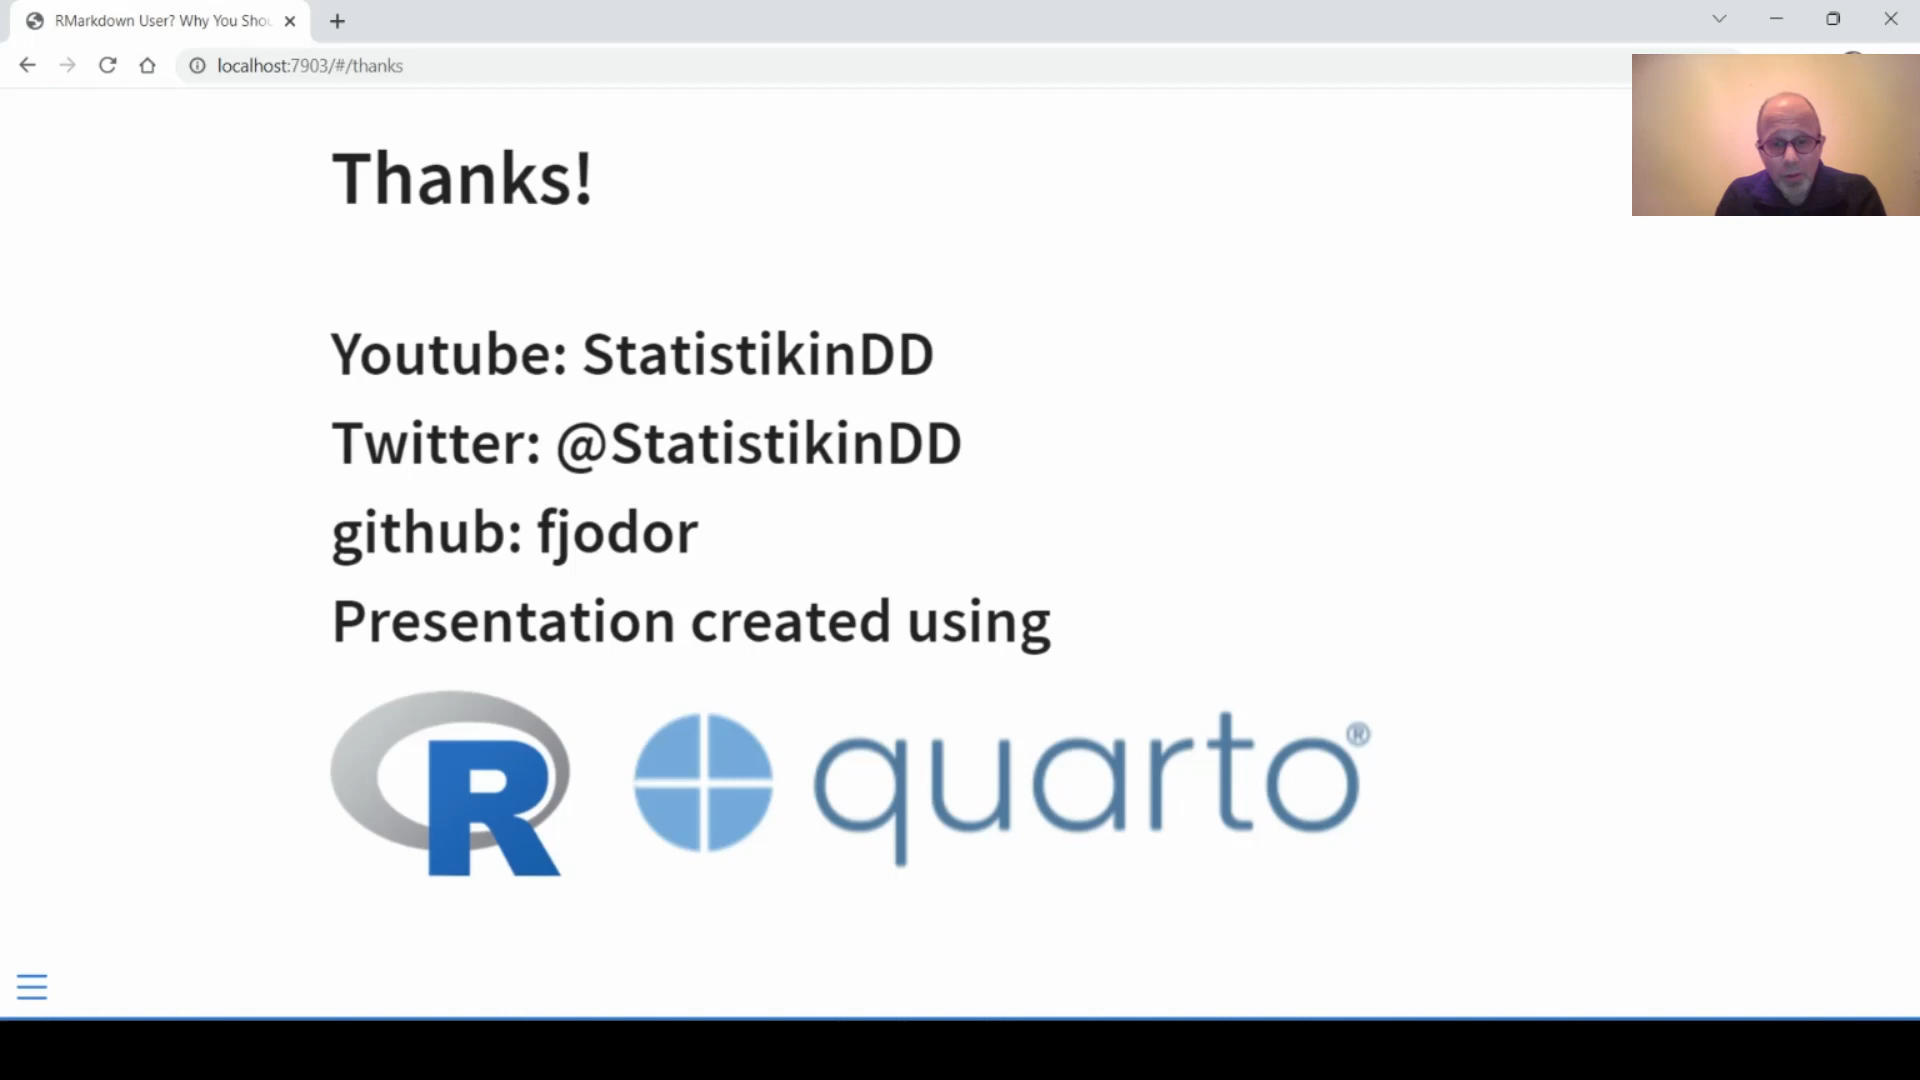 RMarkdown User? Why You Shou
localhost:7903/#/thanks
Thanks!
Youtube: StatistikinDD
Twitter: @StatistikinDD
github: fjodor
Presentation created using
R quarto®